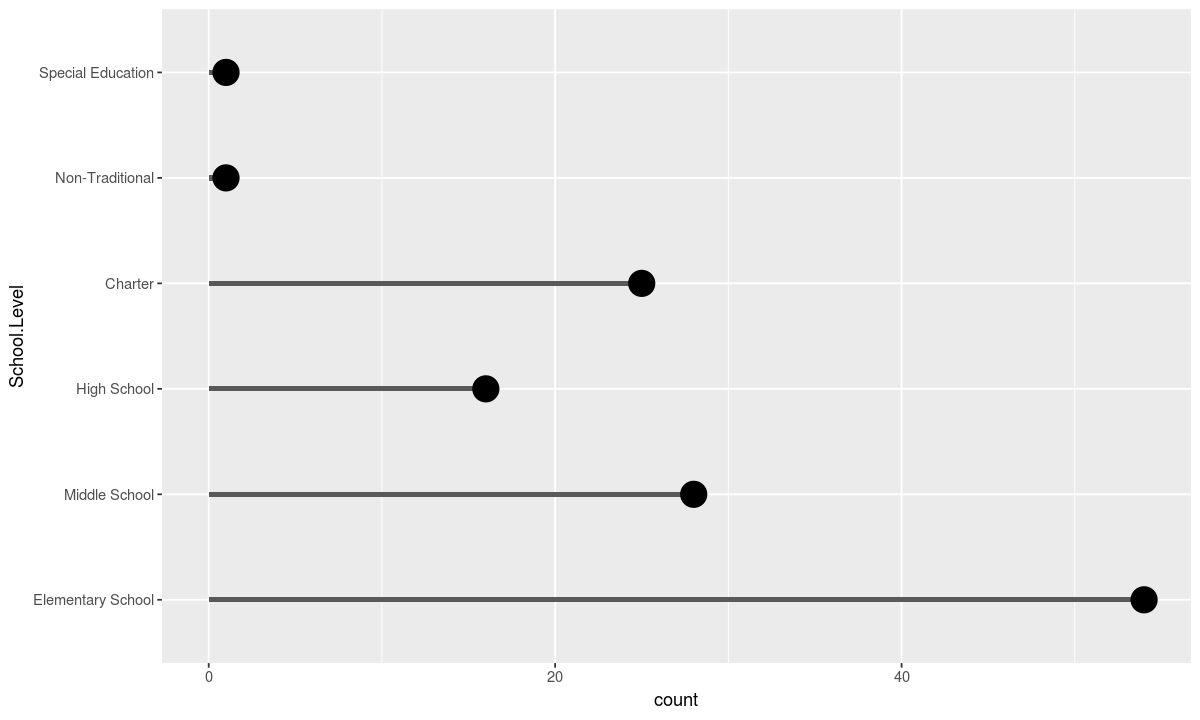 Special Education
Non-Traditional
Charter
High School
Middle School
Elementary School
School.Level
0 20 40
count